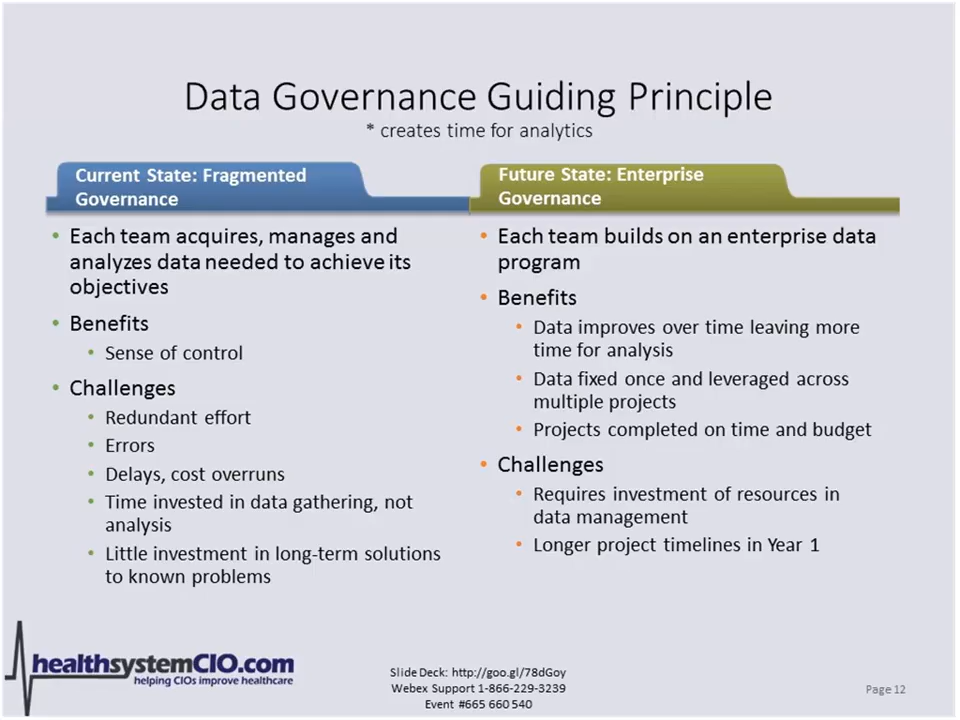 Data Governance Guiding Principle
* creates time for analytics
Current State: Fragmented
Governance
• Each team acquires, manages and
analyzes data needed to achieve its
objectives
• Benefits
• Sense of control
• Challenges
• Redundant effort
• Errors
• Delays, cost overruns
• Time invested in data gathering, not
analysis
• Little investment in long-term solutions
to known problems
Future State: Enterprise
Governance
• Each team builds on an enterprise data
program
• Benefits
• Data improves over time leaving more
time for analysis
• Data fixed once and leveraged across
multiple projects
• Projects completed on time and budget
• Challenges
• Requires investment of resources in
data management
• Longer project timelines in Year 1
healthsystemCIO.com
helping CIOs improve healthcare
Slide Deck: http://goo.gl/78dGoy
Webex Support 1-866-229-3239
Event #665 660 540
Page 12